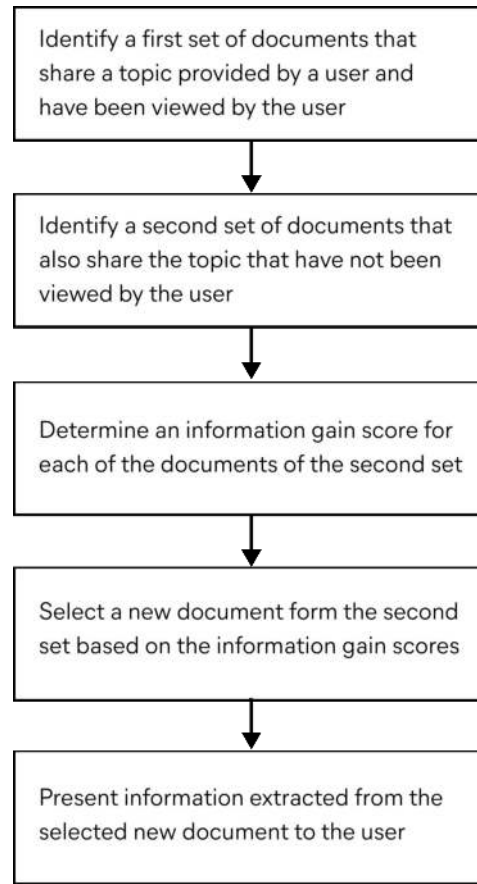 Identify a first set of documents that
share a topic provided by a user and
have been viewed by the user
Identify a second set of documents that
also share the topic that have not been
viewed by the user
Determine an information gain score for
each of the documents of the second set
Select a new document form the second
set based on the information gain scores
Present information extracted from the
selected new document to the user